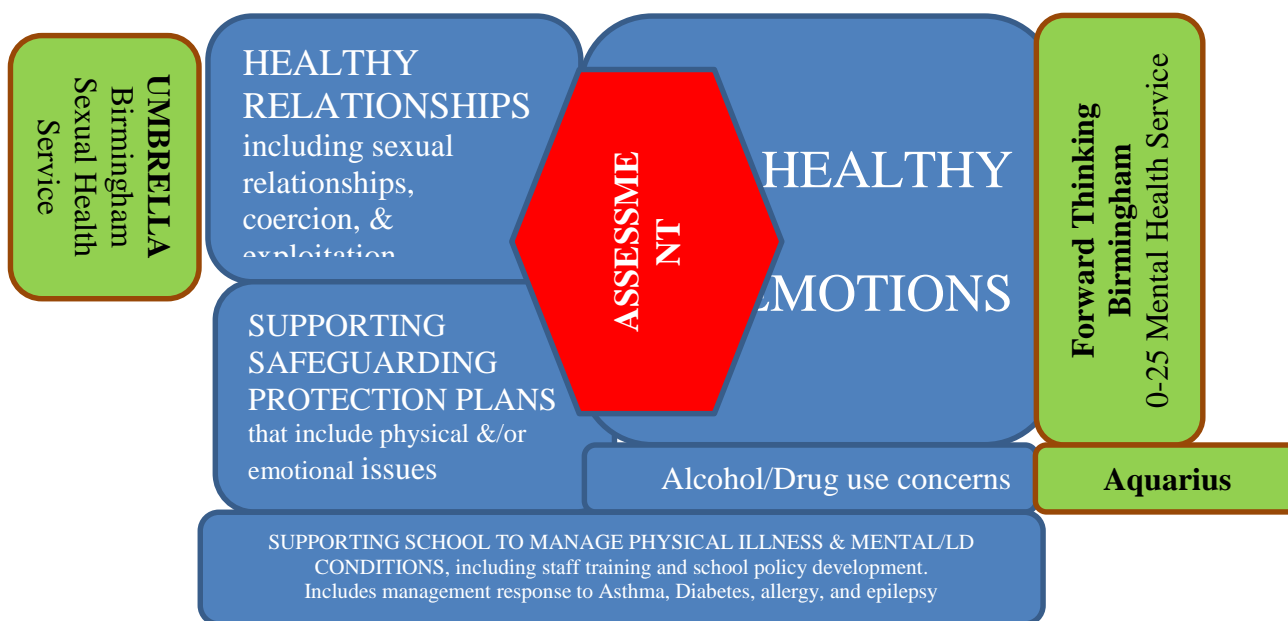 UMBRELLA
Birmingham
Sexual Health
Service
HEALTHY
RELATIONSHIPS
including sexual
relationships,
coercion, &
exploitation
SUPPORTING
SAFEGUARDING
PROTECTION PLANS
that include physical &/or
emotional issues
ASSESSME
NT
HEALTHY
EMOTIONS
Forward Thinking
Birmingham
0-25 Mental Health Service
Alcohol/Drug use concerns
Aquarius
SUPPORTING SCHOOL TO MANAGE PHYSICAL ILLNESS & MENTAL/LD
CONDITIONS, including staff training and school policy development.
Includes management response to Asthma, Diabetes, allergy, and epilepsy